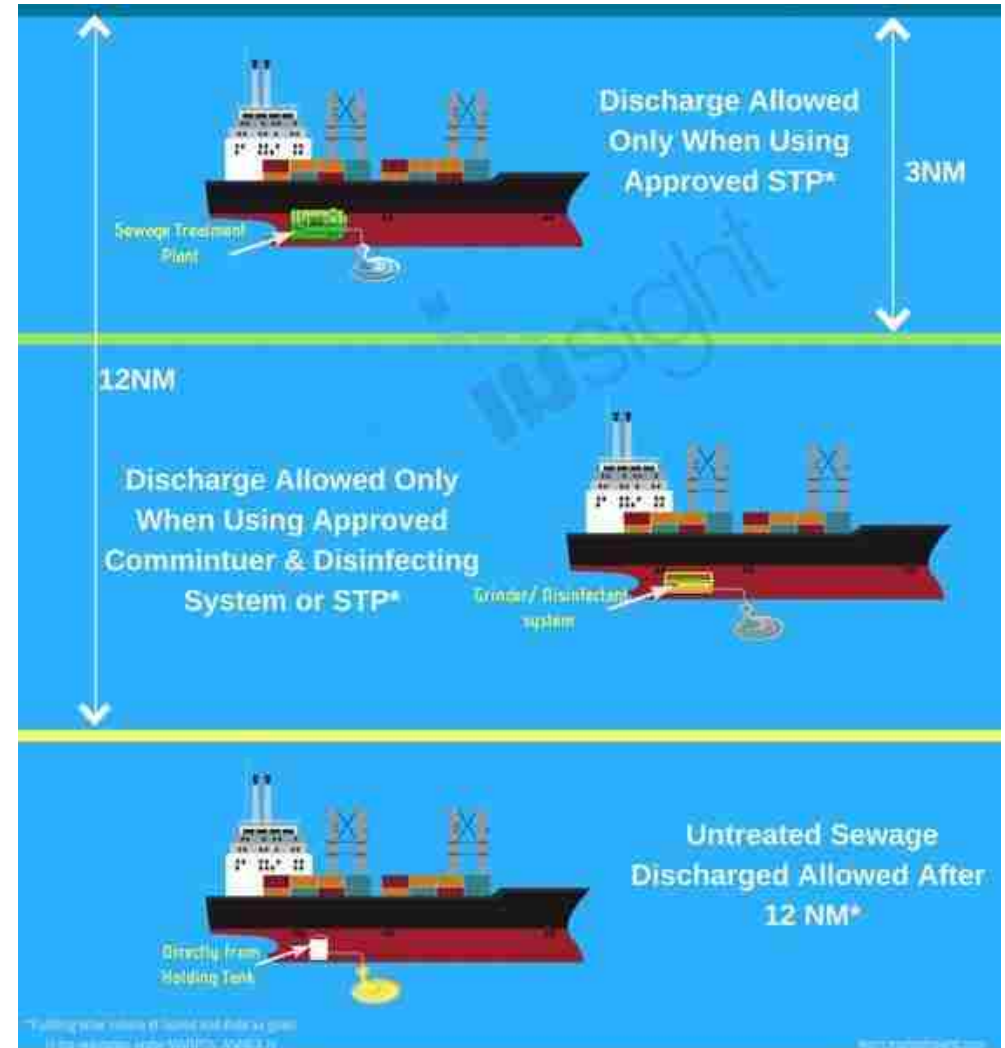 Discharge Allowed
Only When Using
Approved STP*
3NM
Sewage Treatment
Plant
12NM
Discharge Allowed Only
When Using Approved
Commintuer & Disinfecting
System or STP*
Grinder/ Disinfectant
system
Untreated Sewage
Discharged Allowed After
12 NM*
Directly from
Holding Tank